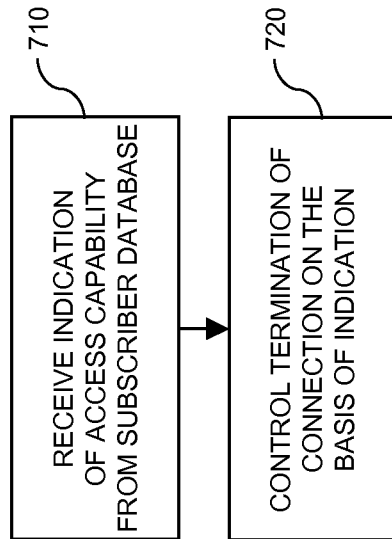 710
RECEIVE INDICATION
OF ACCESS CAPABILITY
FROM SUBSCRIBER DATABASE
720
CONTROL TERMINATION OF
CONNECTION ON THE
BASIS OF INDICATION